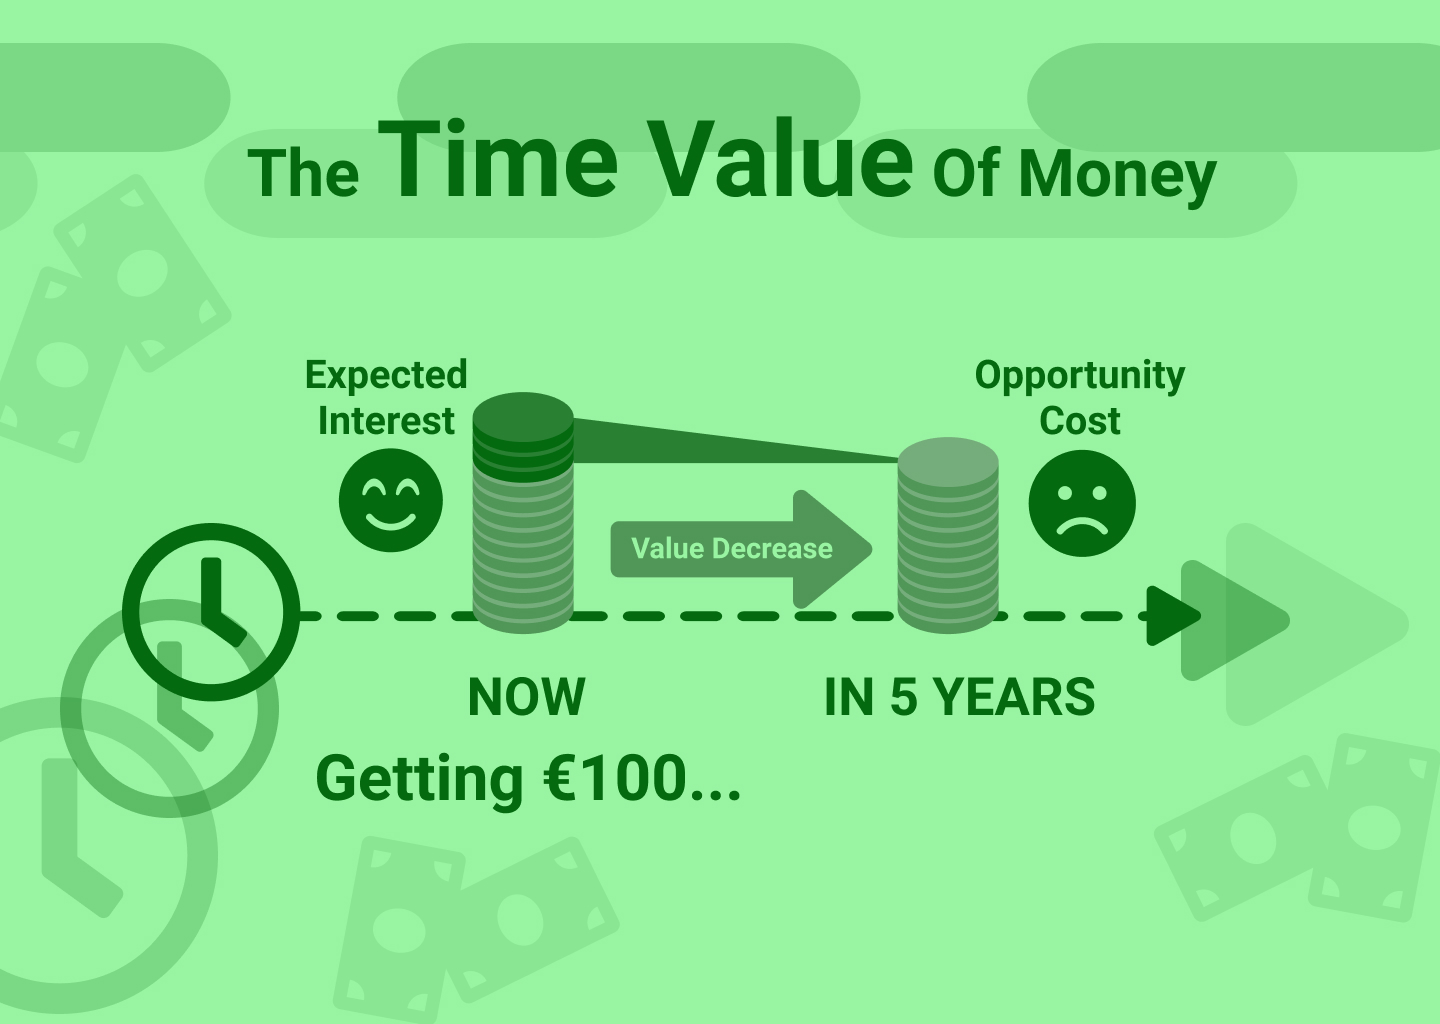 The Time Value Of Money
Expected
Interest
Opportunity
Cost
Value Decrease
NOW
IN 5 YEARS
Getting €100...